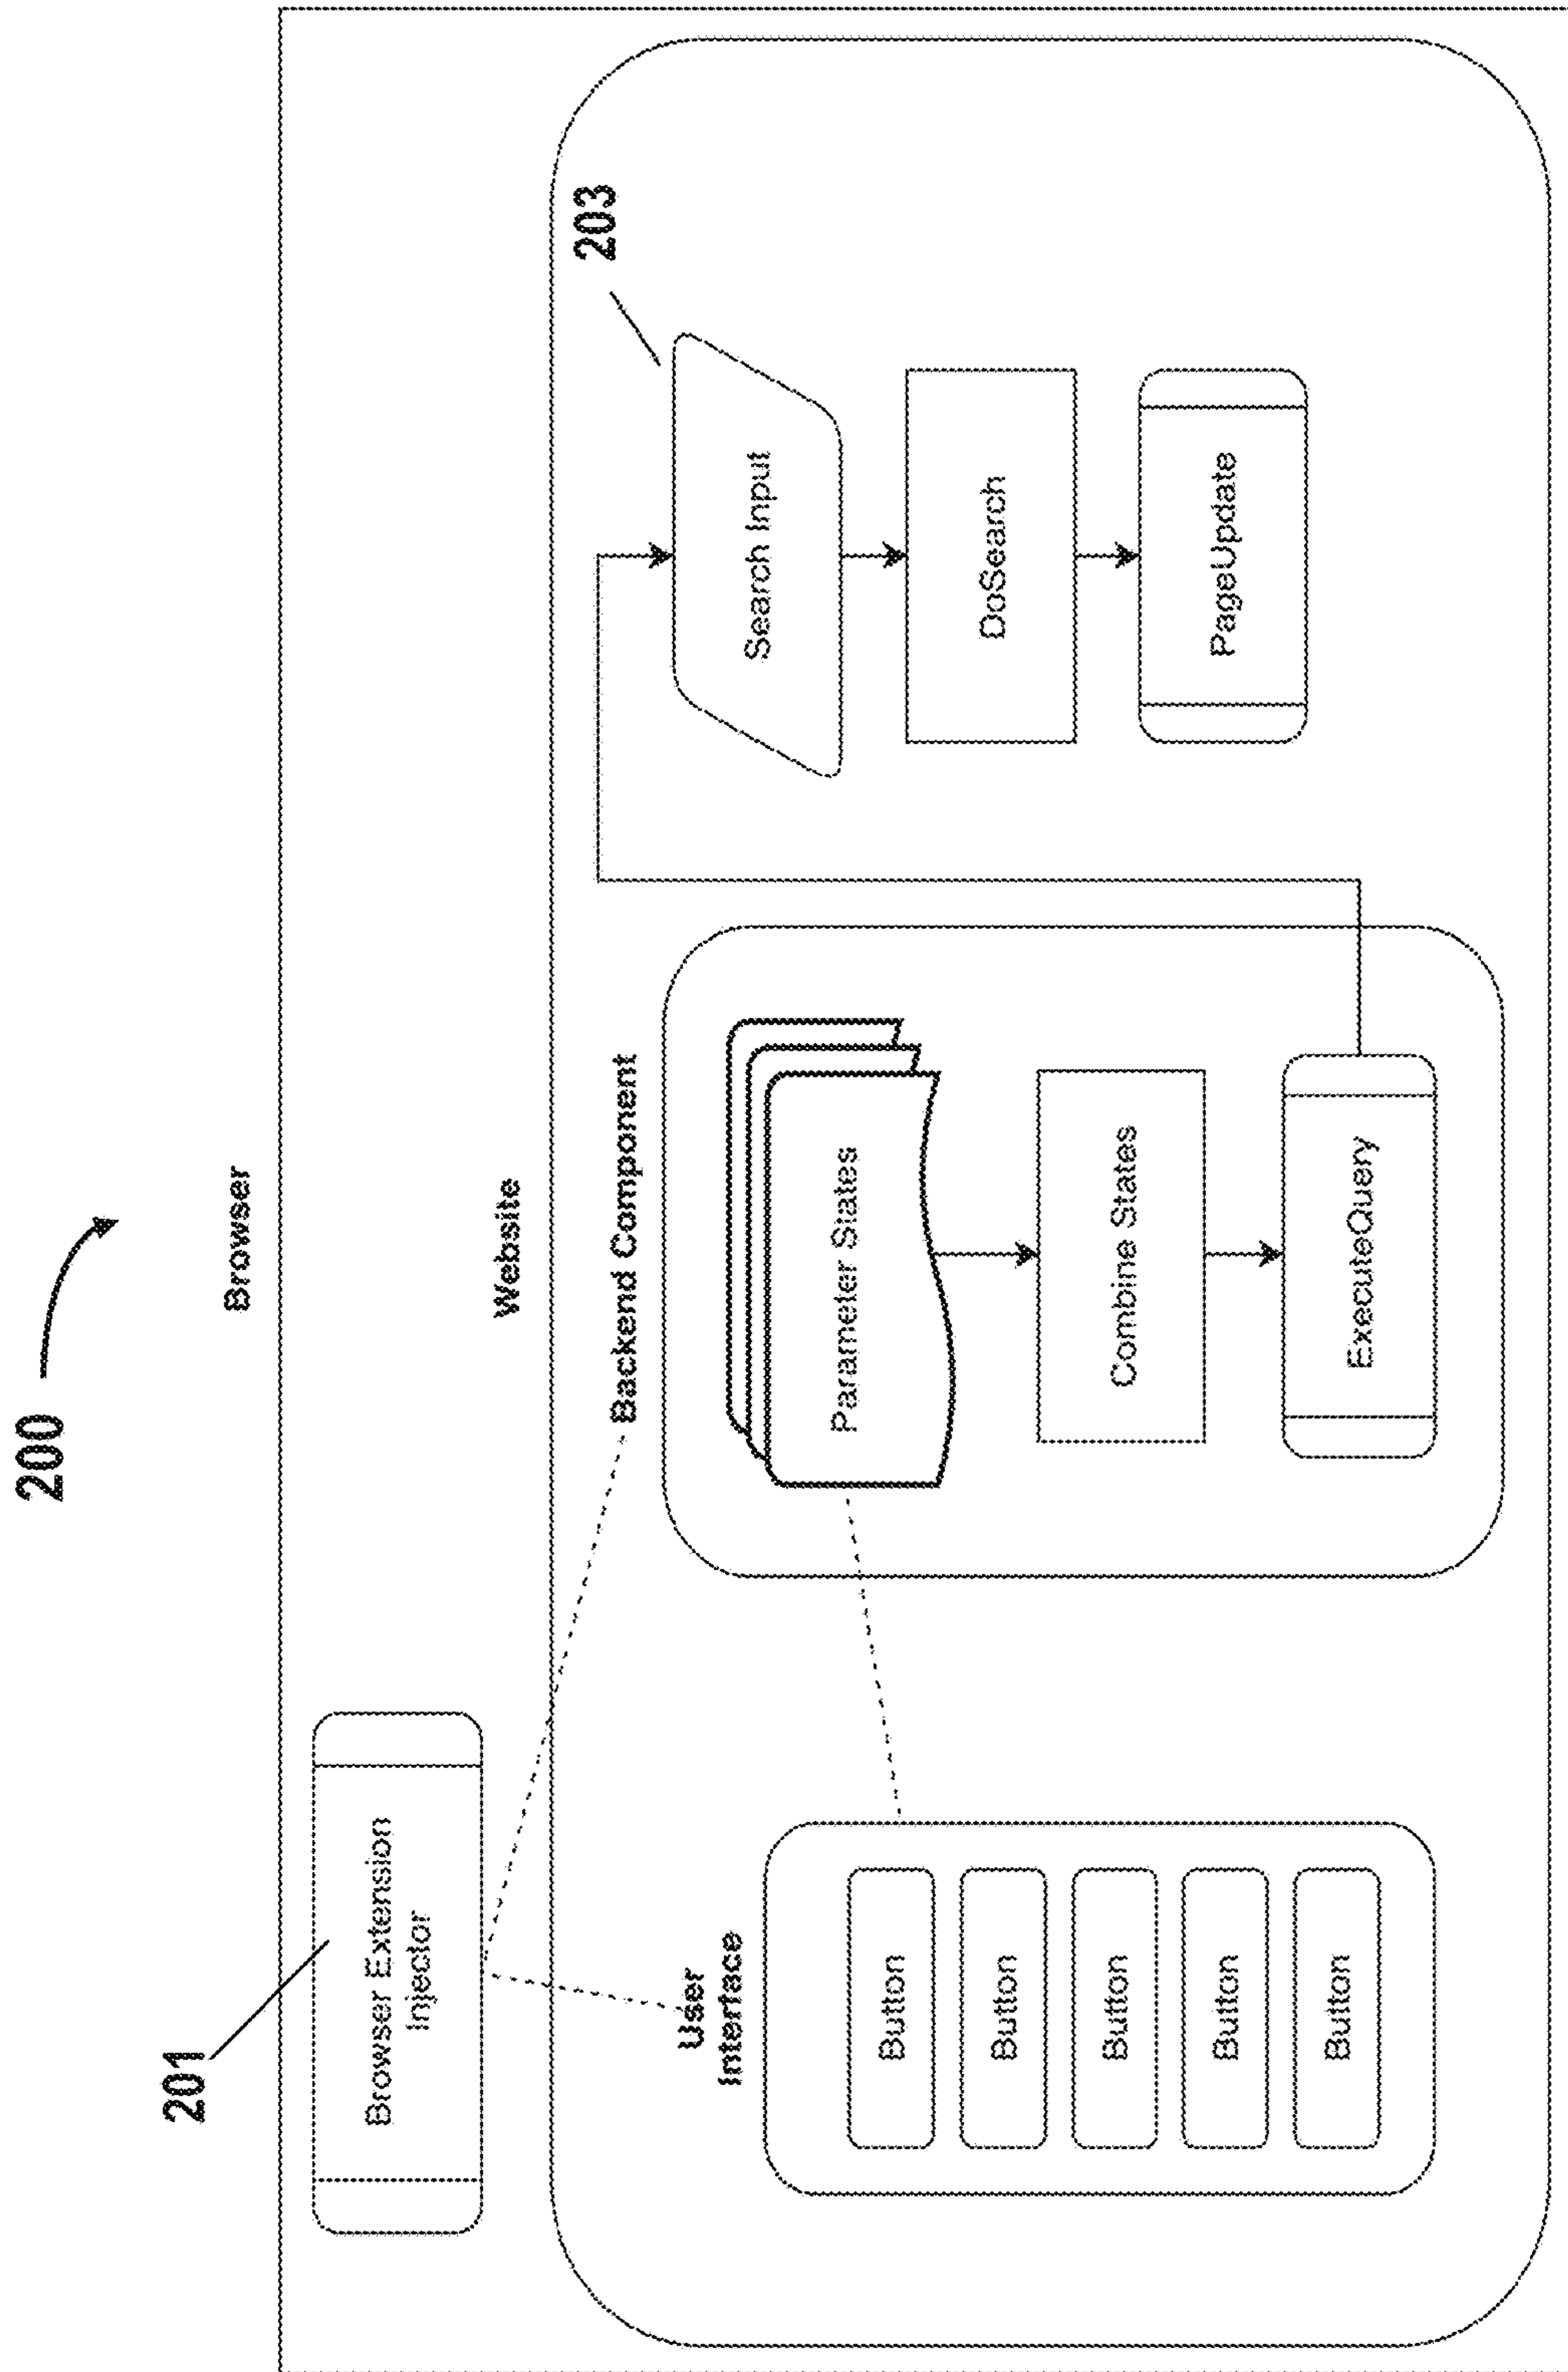 200
Browser
201
Browser Extension
Injector
Website
203
Backend Component
User
Interface
Button
Button
Button
Button
Button
Parameter States
Combine States
ExecuteQuery
Search Input
DoSearch
PageUpdate